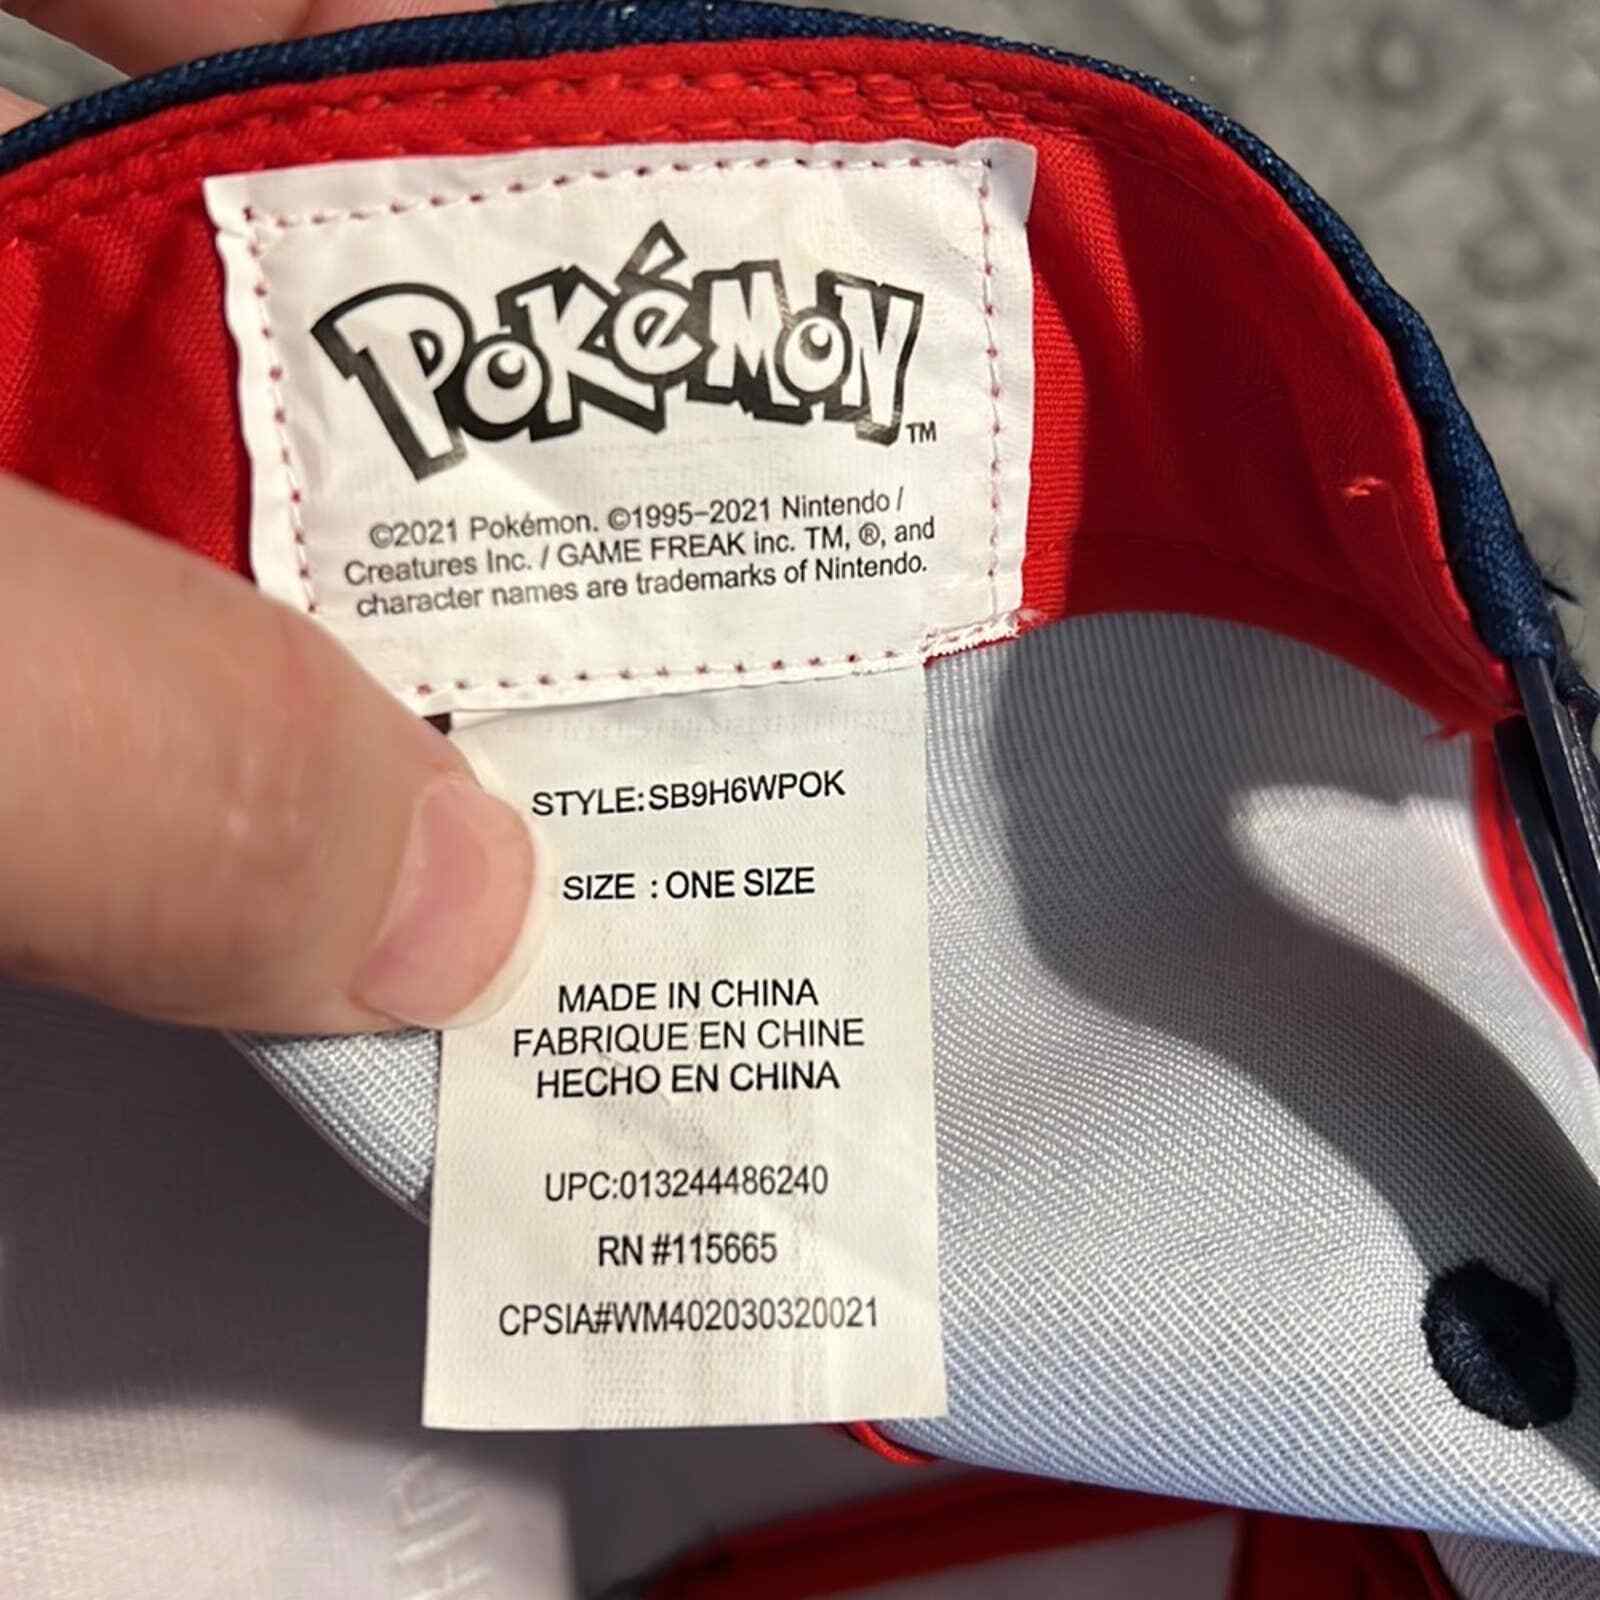 POKéMON TM
©2021 Pokémon. ©1995–2021 Nintendo /
Creatures Inc. / GAME FREAK inc. TM, ®, and
character names are trademarks of Nintendo.
STYLE:SB9H6WPOK
SIZE : ONE SIZE
MADE IN CHINA
FABRIQUE EN CHINE
HECHO EN CHINA
UPC:013244486240
RN #115665
CPSIA#WM402030320021